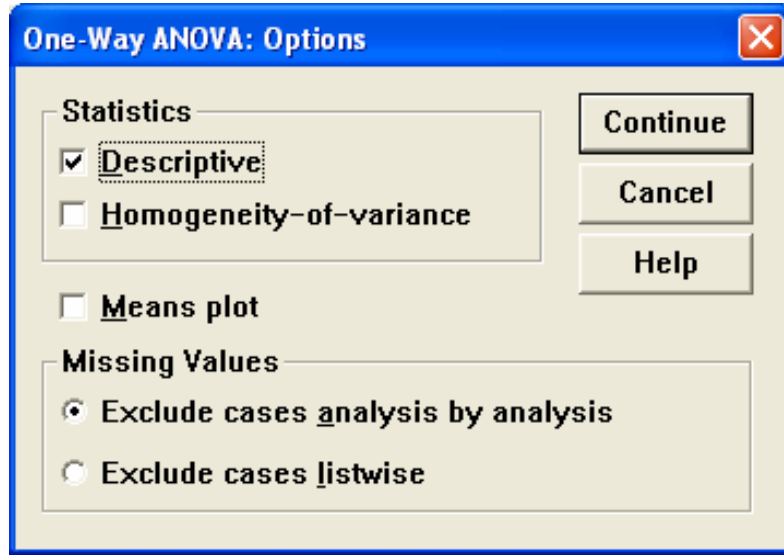 One-Way ANOVA: Options
Statistics
Descriptive
Homogeneity-of-variance
Means plot
Missing Values
Exclude cases analysis by analysis
Exclude cases listwise
Continue
Cancel
Help